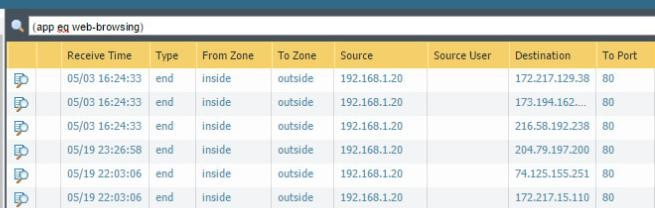 (app eq web-browsing)
Receive Time Type From Zone To Zone Source Source User Destination To Port
05/03 16:24:33 end inside outside 192.168.1.20 172.217.129.38 80
05/03 16:24:33 end inside outside 192.168.1.20 173.194.162.... 80
05/03 16:24:33 end inside outside 192.168.1.20 216.58.192.238 80
05/19 23:26:58 end inside outside 192.168.1.20 204.79.197.200 80
05/19 22:03:06 end inside outside 192.168.1.20 74.125.155.251 80
05/19 22:03:06 end inside outside 192.168.1.20 172.217.15.110 80